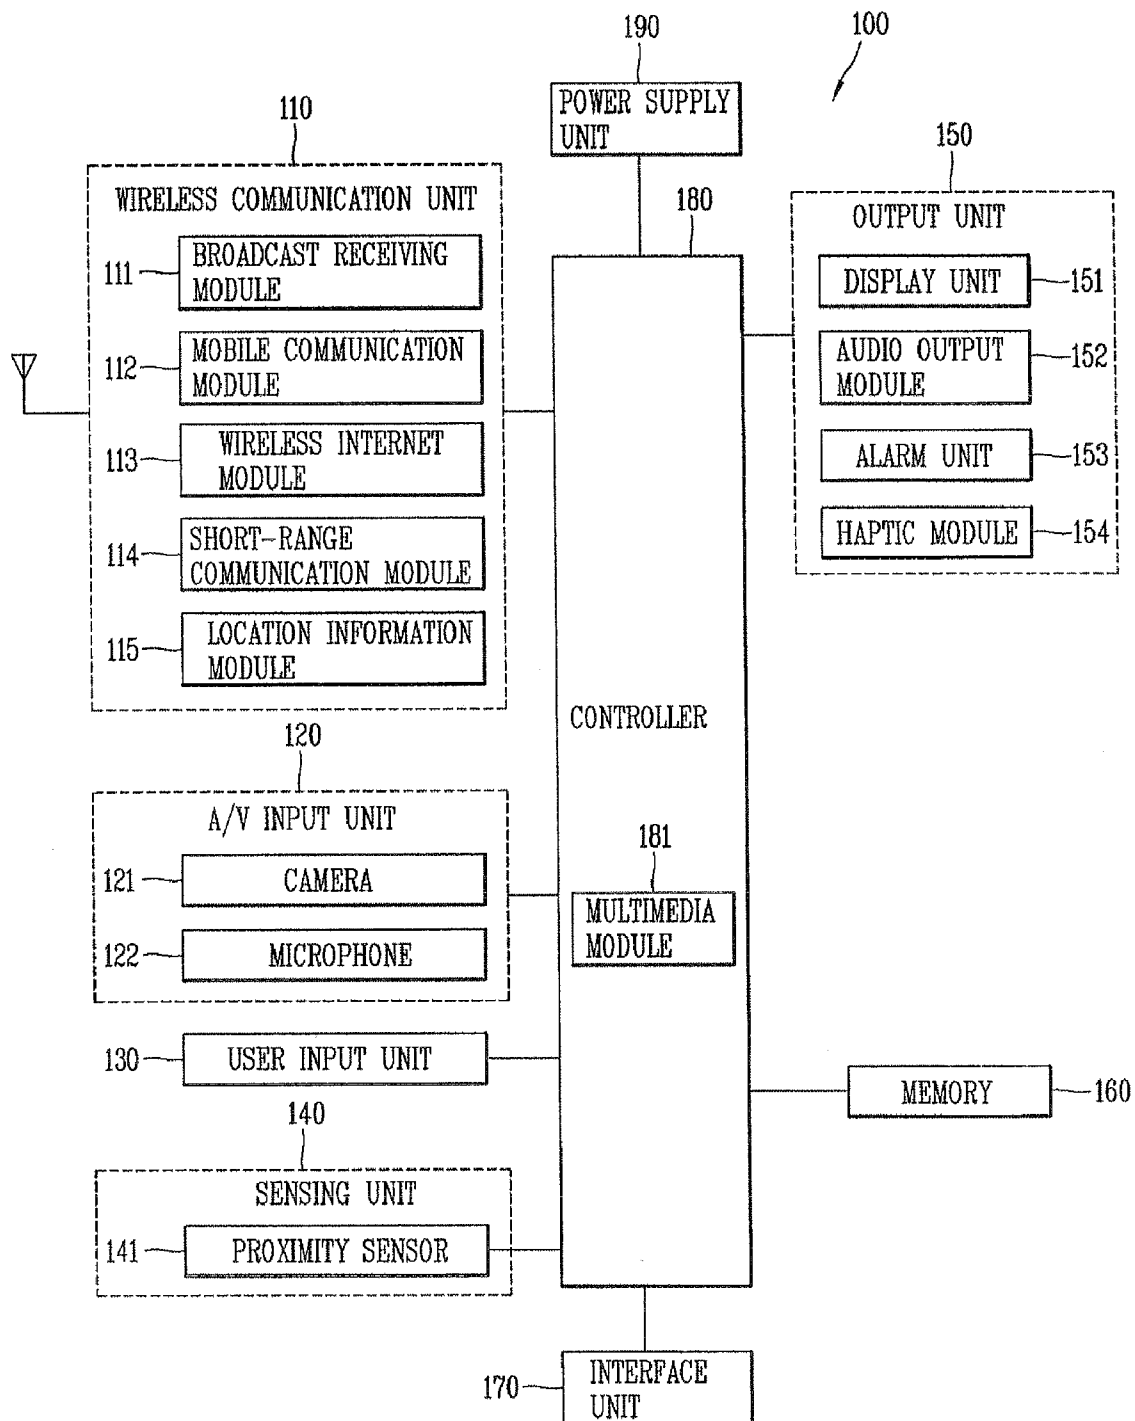 190
100
POWER SUPPLY
UNIT
110
WIRELESS COMMUNICATION UNIT
111
BROADCAST RECEIVING
MODULE
112
MOBILE COMMUNICATION
MODULE
113
WIRELESS INTERNET
MODULE
114
SHORT-RANGE
COMMUNICATION MODULE
115
LOCATION INFORMATION
MODULE
120
A/V INPUT UNIT
121
CAMERA
122
MICROPHONE
130
USER INPUT UNIT
140
SENSING UNIT
141
PROXIMITY SENSOR
180
CONTROLLER
181
MULTIMEDIA
MODULE
150
OUTPUT UNIT
DISPLAY UNIT
151
AUDIO OUTPUT
MODULE
152
ALARM UNIT
153
HAPTIC MODULE
154
MEMORY
160
170
INTERFACE
UNIT